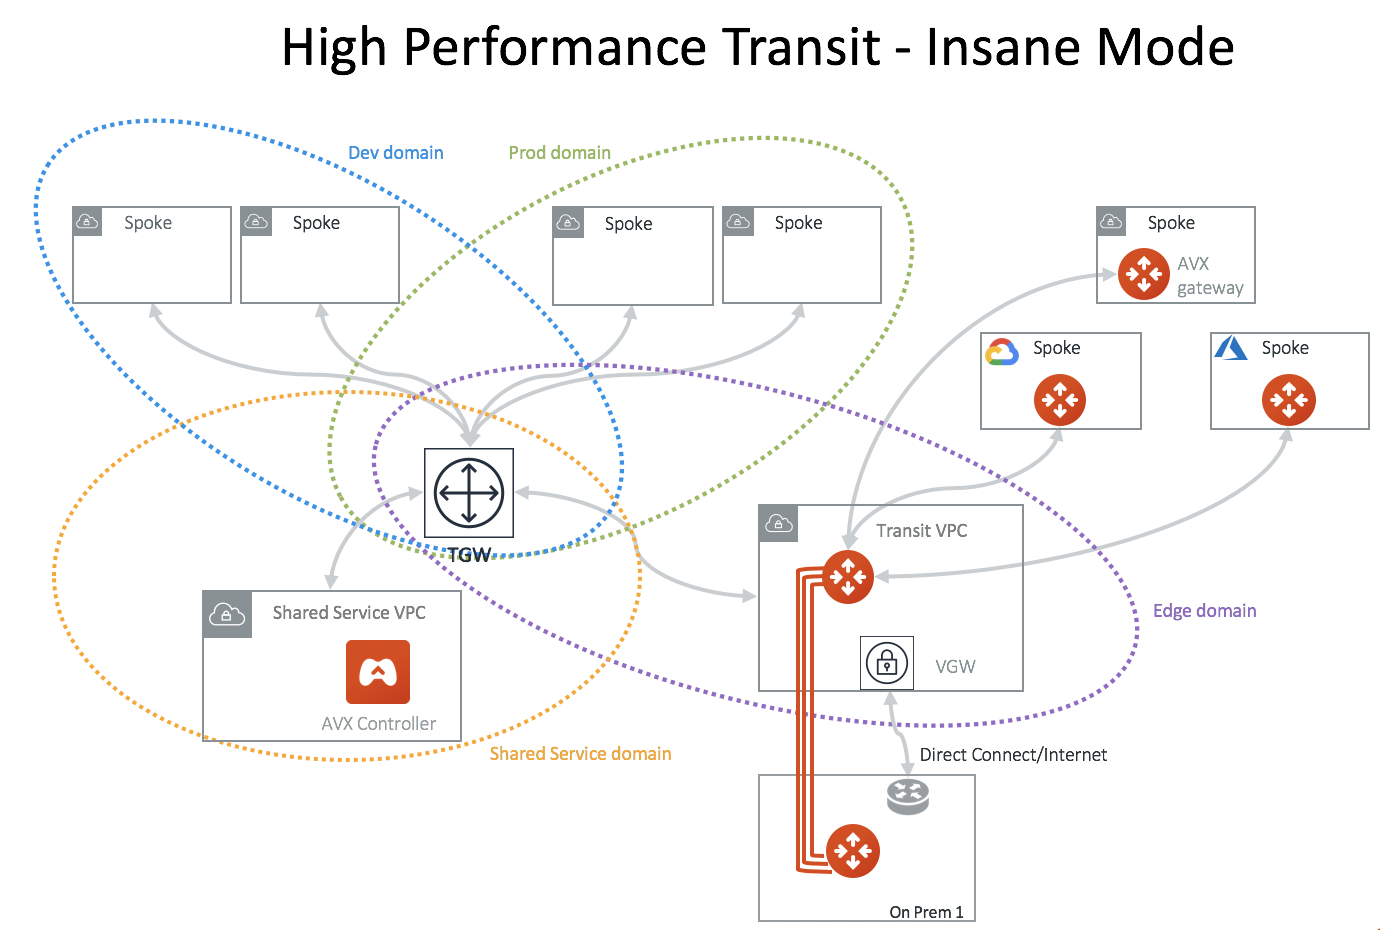 High Performance Transit - Insane Mode
Dev domain
Prod domain
Spoke
Spoke
Spoke
Spoke
Spoke
AVX
gateway
Spoke
Spoke
TGW
Transit VPC
Shared Service VPC
Edge domain
VGW
AVX Controller
Shared Service domain
Direct Connect/Internet
On Prem 1